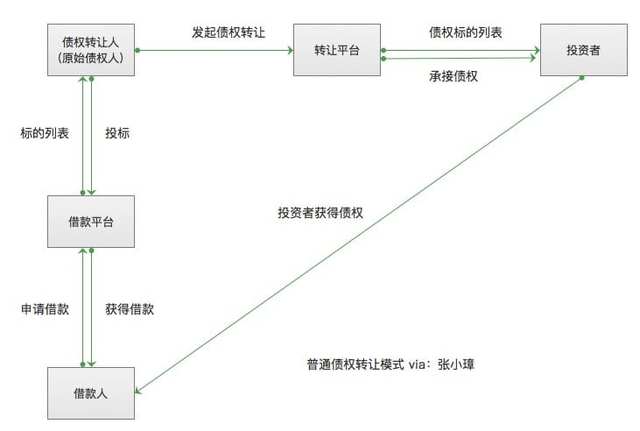 债权转让人
（原始债权人）
发起债权转让
转让平台
债权标的列表
承接债权
投资者
标的列表
投标
借款平台
投资者获得债权
申请借款
获得借款
借款人
普通债权转让模式 via：张小璋